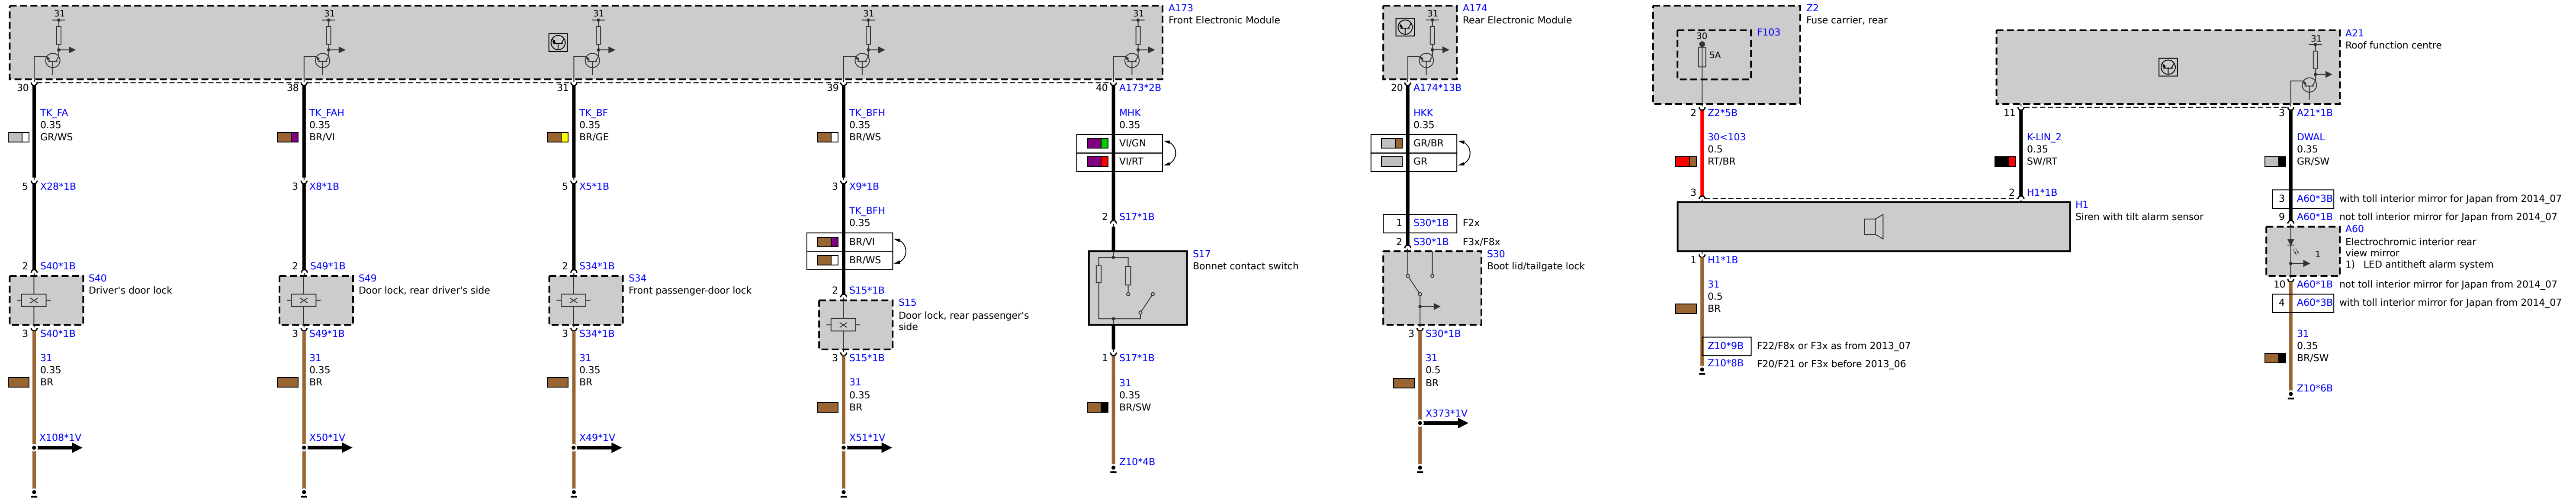 31
31
31
31
31
A173
Front Electronic Module
30
38
31
39
40
A173*2B
TK_FA
0.35
GR/WS
TK_FAH
0.35
BR/VI
TK_BF
0.35
BR/GE
TK_BFH
0.35
BR/WS
MHK
0.35
VI/GN
VI/RT
5 X28*1B
3 X8*1B
5 X5*1B
3 X9*1B
TK_BFH
0.35
BR/VI
BR/WS
2 S17*1B
2 S40*1B
S40
Driver's door lock
3 S40*1B
31
0.35
BR
X108*1V
2 S49*1B
S49
Door lock, rear driver's side
3 S49*1B
31
0.35
BR
X50*1V
2 S34*1B
S34
Front passenger-door lock
3 S34*1B
31
0.35
BR
X49*1V
2 S15*1B
S15
Door lock, rear passenger's
side
3 S15*1B
31
0.35
BR
X51*1V
S17
Bonnet contact switch
1 S17*1B
31
0.35
BR/SW
Z10*4B
31
A174
Rear Electronic Module
20 A174*13B
HKK
0.35
GR/BR
GR
1 S30*1B F2x
2 S30*1B F3x/F8x
S30
Boot lid/tailgate lock
3 S30*1B
31
0.5
BR
X373*1V
Z2
Fuse carrier, rear
F103
30
5A
2 Z2*5B
30<103
0.5
RT/BR
3
31
A21
Roof function centre
11
3 A21*1B
K-LIN_2
0.35
SW/RT
2 H1*1B
H1
Siren with tilt alarm sensor
1 H1*1B
31
0.5
BR
Z10*9B F22/F8x or F3x as from 2013_07
Z10*8B F20/F21 or F3x before 2013_06
DWAL
0.35
GR/SW
3 A60*3B with toll interior mirror for Japan from 2014_07
9 A60*1B not toll interior mirror for Japan from 2014_07
A60
Electrochromic interior rear
view mirror
1) LED antitheft alarm system
1
10 A60*1B not toll interior mirror for Japan from 2014_07
4 A60*3B with toll interior mirror for Japan from 2014_07
31
0.35
BR/SW
Z10*6B